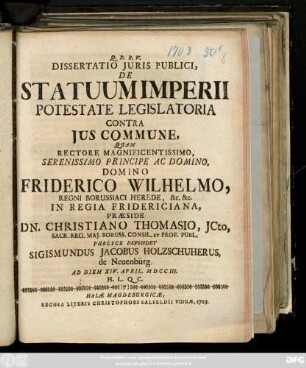 Q. D. B. V.
DISSERTATIO JURIS PUBLICI,
DE
STATUUM IMPERII
POTESTATE LEGISLATORIA
CONTRA
JUS COMMUNE,
QUAM
RECTORE MAGNIFICENTISSIMO,
SERENISSIMO PRINCIPE AC DOMINO,
DOMINO
FRIDERICO WILHELMO,
REGNI BORUSSIACI HEREDE, &c. &c.
IN REGIA FRIDERICIANA,
PRÆSIDE
DN. CHRISTIANO THOMASIO, JCto,
SACR. REG. MAJ. BORUSS. CONSIL. ET PROF. PUBL.
PUBLICE DEFENDET
SIGISMUNDUS JACOBUS HOLZSCHUHERUS,
de Neuenbürg.
AD DIEM XIV. APRIL. MDCCIII.
H. L. Q. C.
HALÆ MAGDEBURGICÆ,
RECUSA LITERIS CHRISTOPHORI SALFELDII VIDUÆ, 1715.
1703